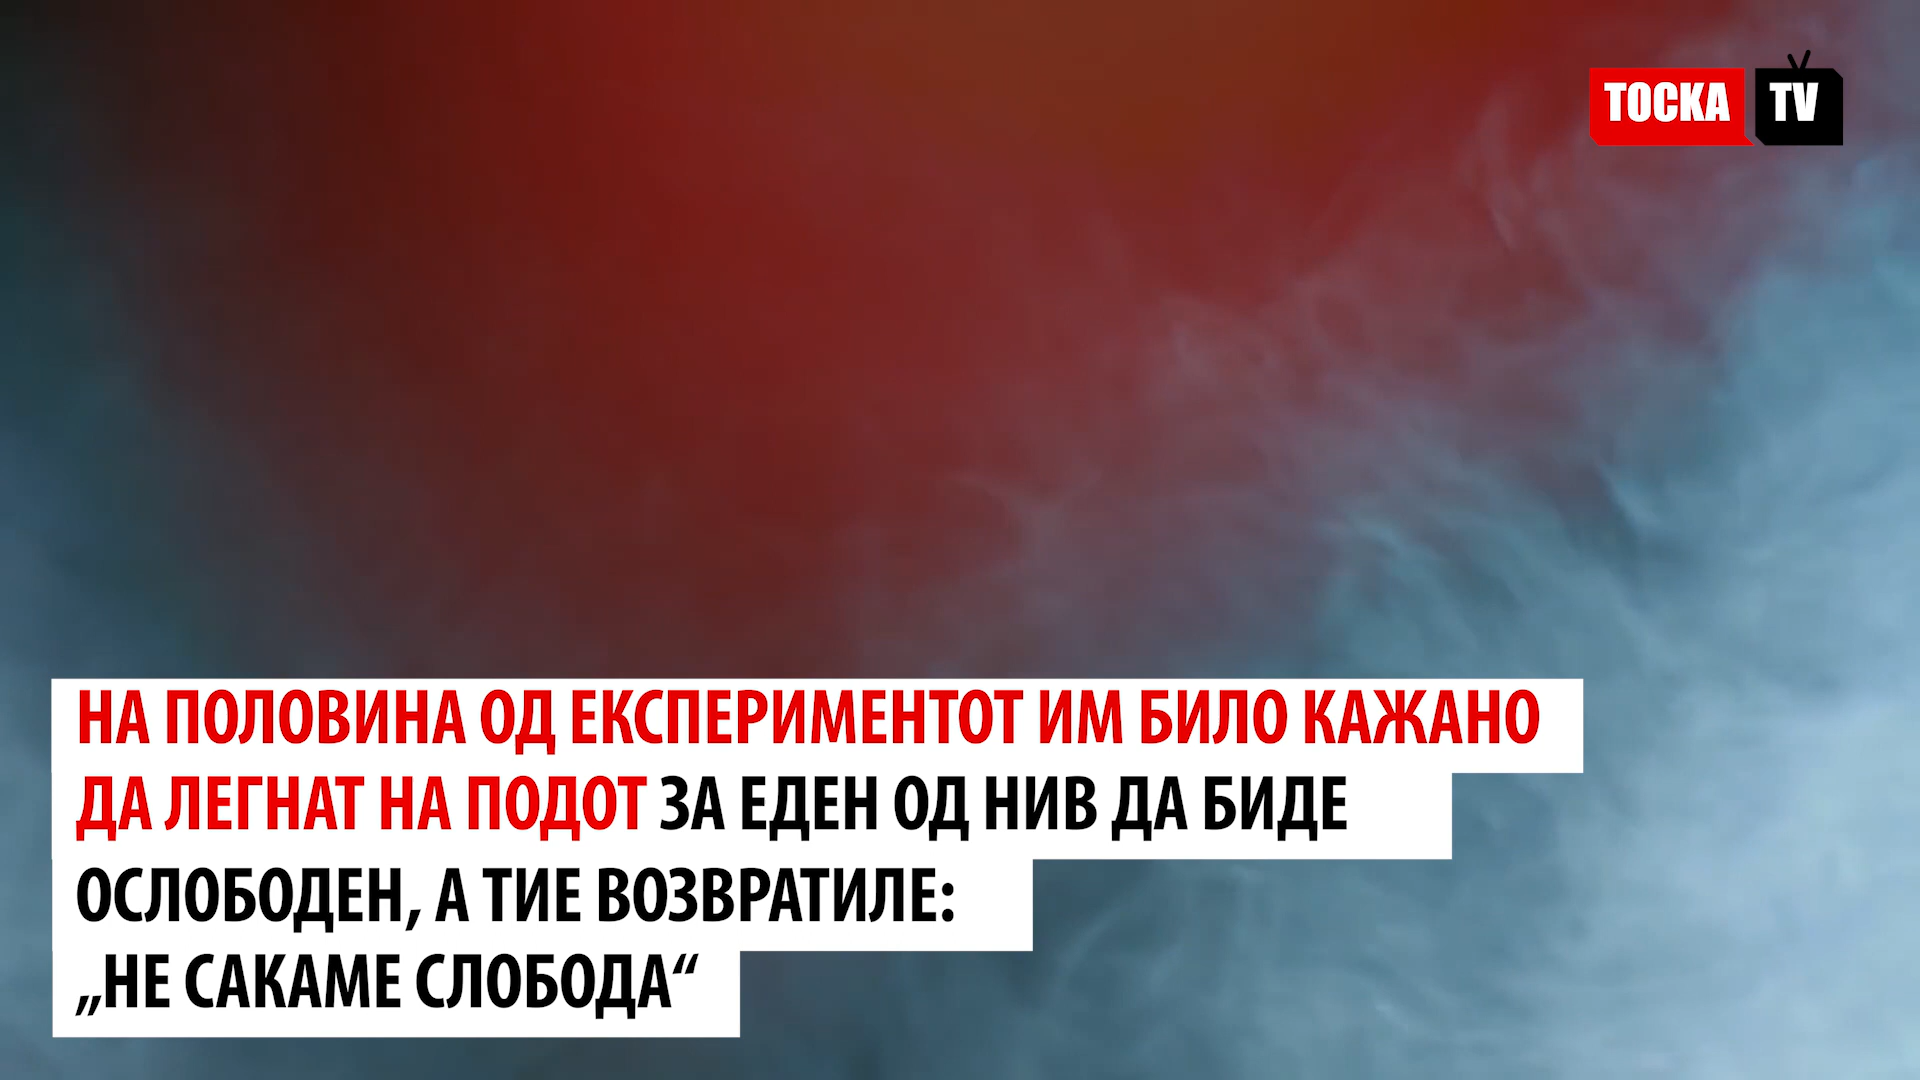 TOCKA TV
НА ПОЛОВИНА ОД ЕКСПЕРИМЕНТОТ ИМ БИЛО КАЖАНО
ДА ЛЕГНАТ НА ПОДОТ ЗА ЕДЕН ОД НИВ ДА БИДЕ
ОСЛОБОДЕН, А ТИЕ ВОЗВРАТИЛЕ:
„НЕ САКАМЕ СЛОБОДА“